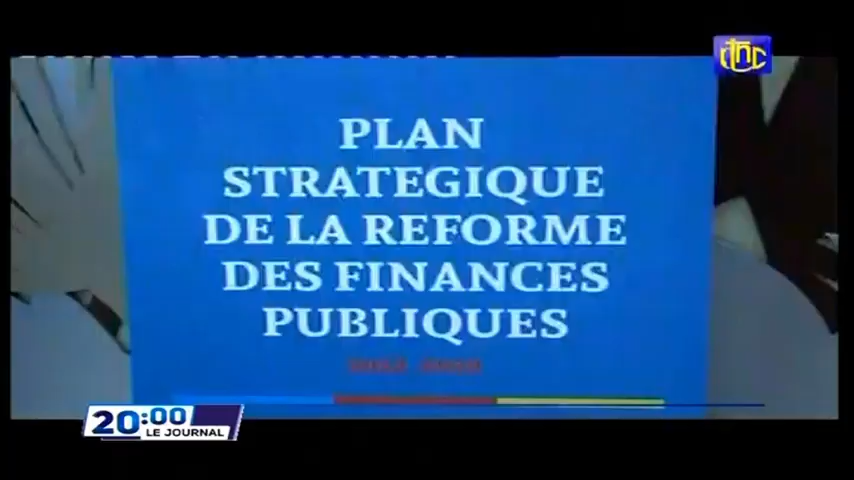 PLAN
STRATEGIQUE
DE LA REFORME
DES FINANCES
PUBLIQUES
20:00
LE JOURNAL